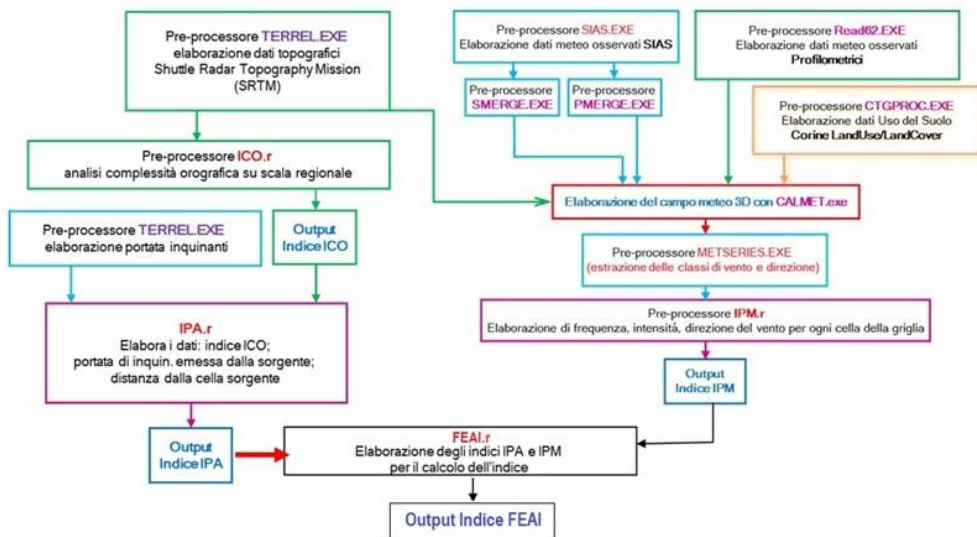 Pre-processore TERREL.EXE
elaborazione dati topografici
Shuttle Radar Topography Mission
(SRTM)
Pre-processore SIAS.EXE
Elaborazione dati meteo osservati SIAS
Pre-processore Read62.EXE
Elaborazione dati meteo osservati
Profilometrici
Pre-processore
SMERGE.EXE
Pre-processore
PMERGE.EXE
Pre-processore CTGPROC.EXE
Elaborazione dati Uso del Suolo
Corine LandUse/LandCover
Pre-processore ICO.r
analisi complessità orografica su scala regionale
Elaborazione del campo meteo 3D con CALMET.exe
Pre-processore TERREL.EXE
elaborazione portata inquinanti
Output
Indice ICO
Pre-processore METSERIES.EXE
(estrazione delle classi di vento e direzione)
IPA.r
Elabora i dati: indice ICO;
portata di inquin. emessa dalla sorgente;
distanza dalla cella sorgente
Pre-processore IPM.r
Elaborazione di frequenza, intensità, direzione del vento per ogni cella della griglia
Output
Indice IPM
Output
Indice IPA
FEAI.r
Elaborazione degli indici IPA e IPM
per il calcolo dell'indice
Output Indice FEAI